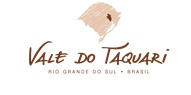 VALE DO TAQUARI
RIO GRANDE DO SUL • BRASIL